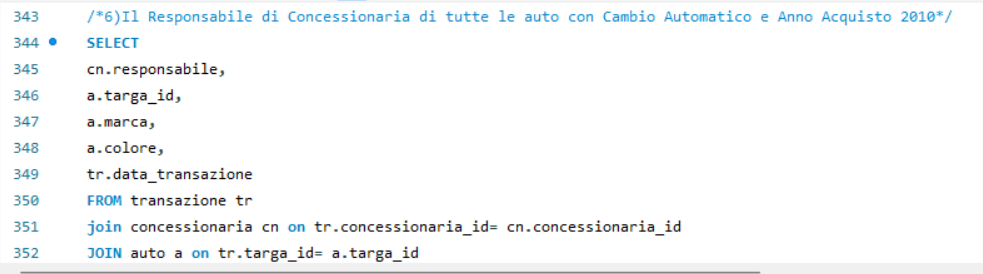 343 /*6)Il Responsabile di Concessionaria di tutte le auto con Cambio Automatico e Anno Acquisto 2010*/
344 SELECT
345 cn.responsabile,
346 a.targa_id,
347 a.marca,
348 a.colore,
349 tr.data_transazione
350 FROM transazione tr
351 join concessionaria cn on tr.concessionaria_id= cn.concessionaria_id
352 JOIN auto a on tr.targa_id= a.targa_id